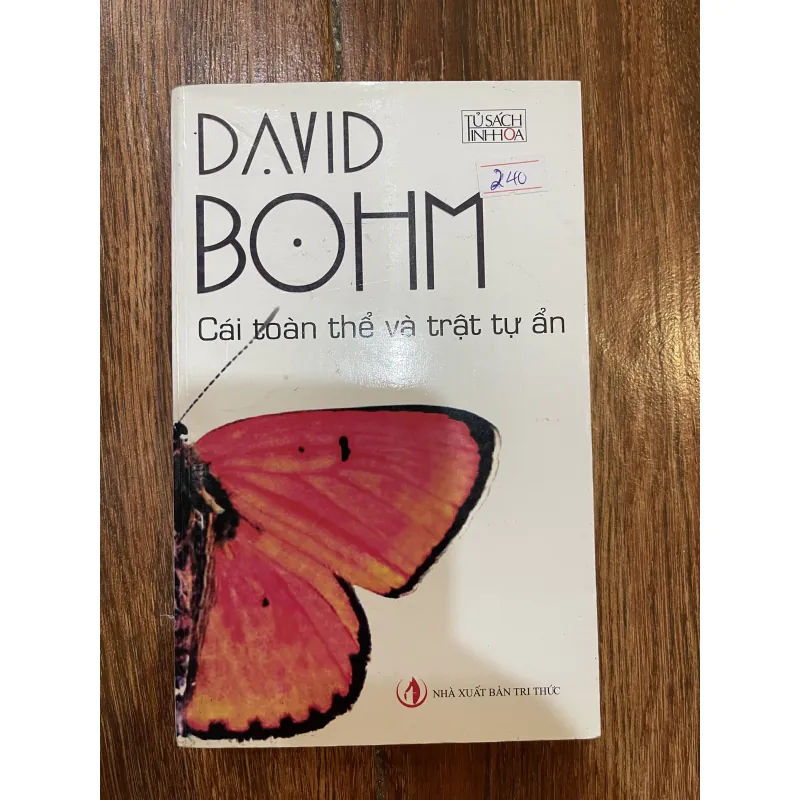 DAVID
BOHM
TỦ SÁCH
TINH HOA
240
Cái toàn thể và trật tự ẩn
NHÀ XUẤT BẢN TRI THỨC